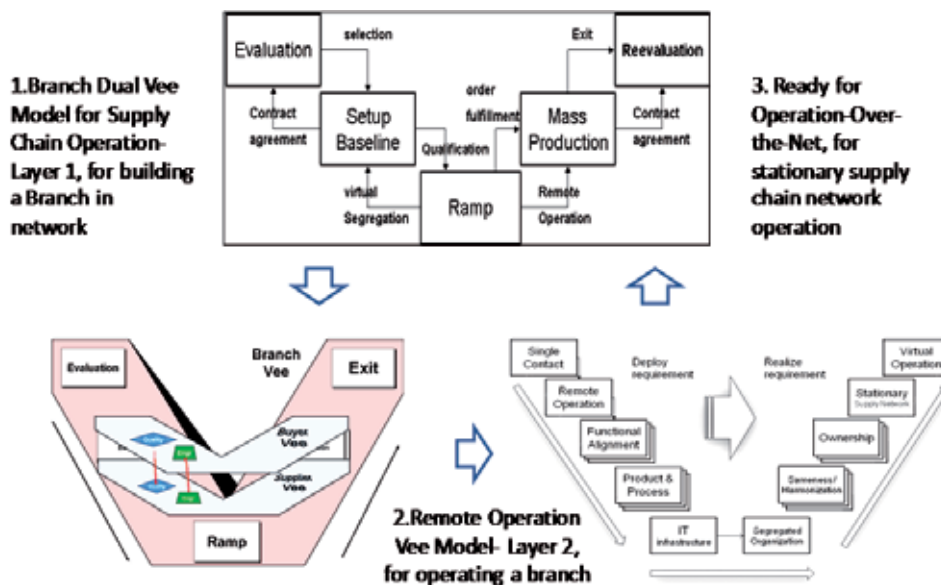 1.Branch Dual Vee
Model for Supply
Chain Operation-
Layer 1, for building
a Branch in
network
Evaluation
selection
Contract
agreement
Setup
Baseline
Qualification
virtual
Segregation
Ramp
order
fulfillment
Remote
Operation
Mass
Production
Exit
Reevaluation
Contract
agreement
3. Ready for
Operation-Over-
the-Net, for
stationary supply
chain network
operation
Evaluation
Branch
Vee
Exit
Buyer
Vee
Supplier
Vee
Ramp
2.Remote Operation
Vee Model- Layer 2,
for operating a branch
Single
Contact
Remote
Operation
Functional
Alignment
Product &
Process
IT
infrastructure
Segregated
Organization
Deploy
requirement
Realize
requirement
Sameness/
Harmonization
Ownership
Stationary
Supply Network
Virtual
Operation